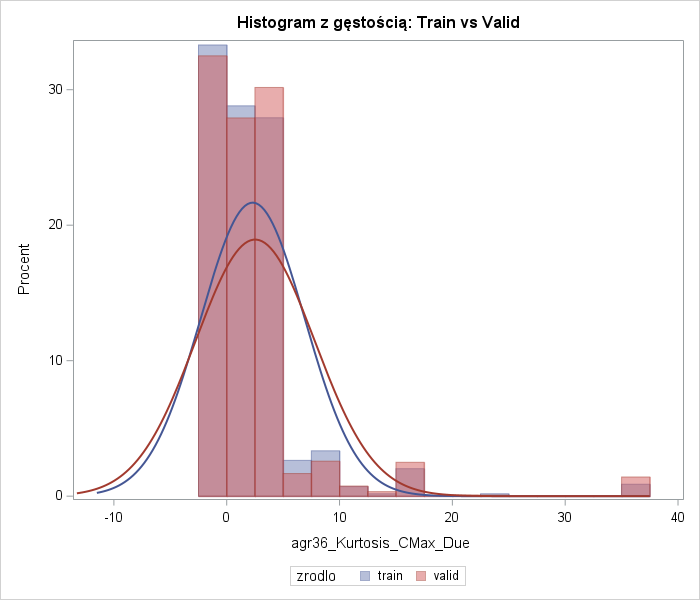 Histogram z gęstością: Train vs Valid
30
20
10
0
Procent
-10 0 10 20 30 40
agr36_Kurtosis_CMax_Due
zrodlo train valid